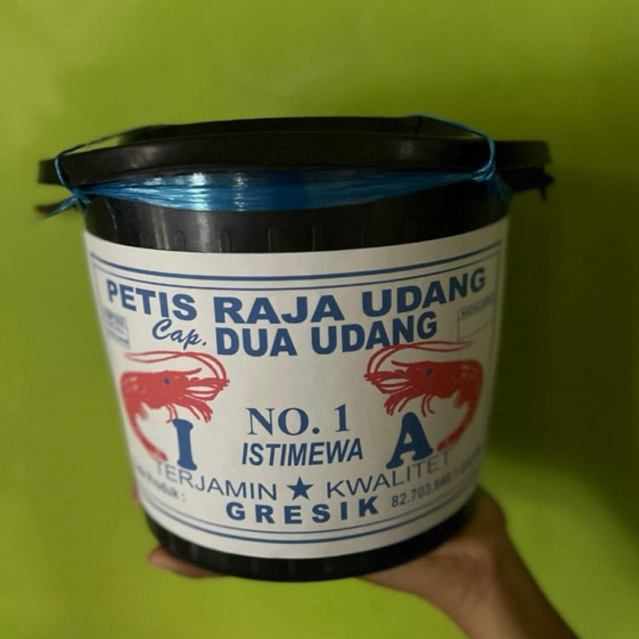 PETIS RAJA UDANG
Cap. DUA UDANG
I NO. 1 A
ISTIMEWA
TERJAMIN ★ KWALITET
GRESIK